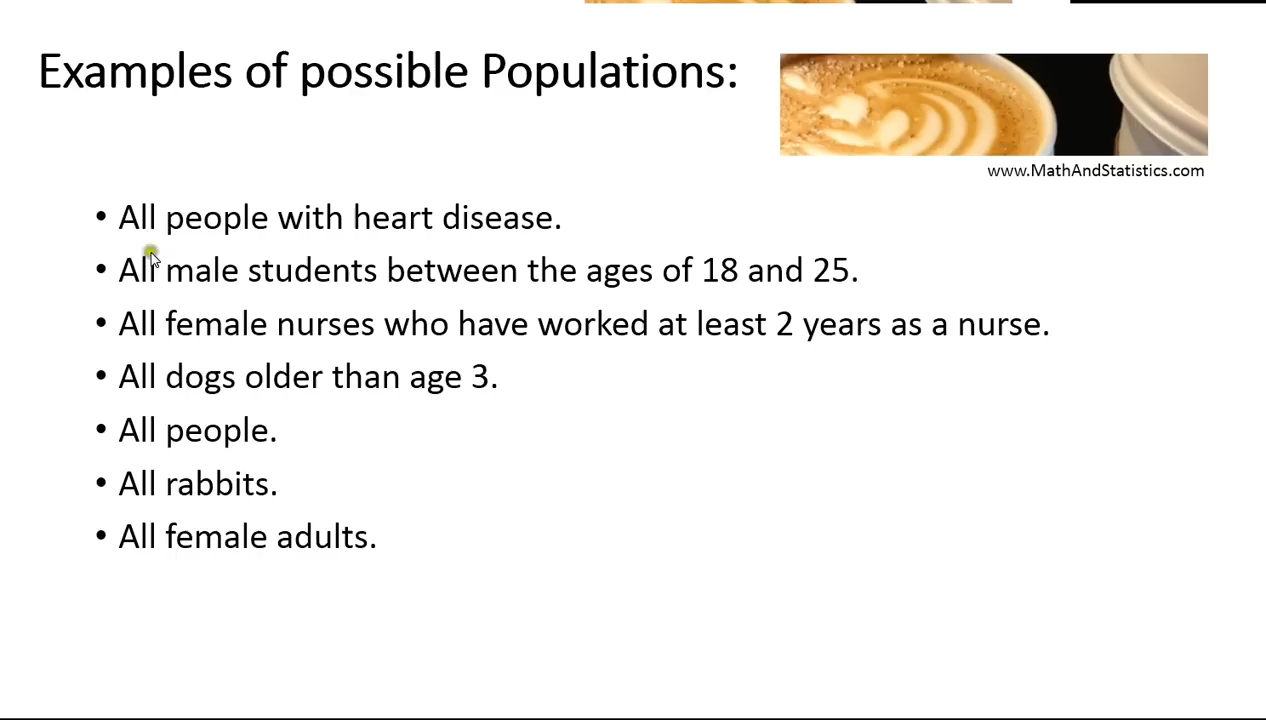 Examples of possible Populations:
www.MathAndStatistics.com
• All people with heart disease.
• All male students between the ages of 18 and 25.
• All female nurses who have worked at least 2 years as a nurse.
• All dogs older than age 3.
• All people.
• All rabbits.
• All female adults.